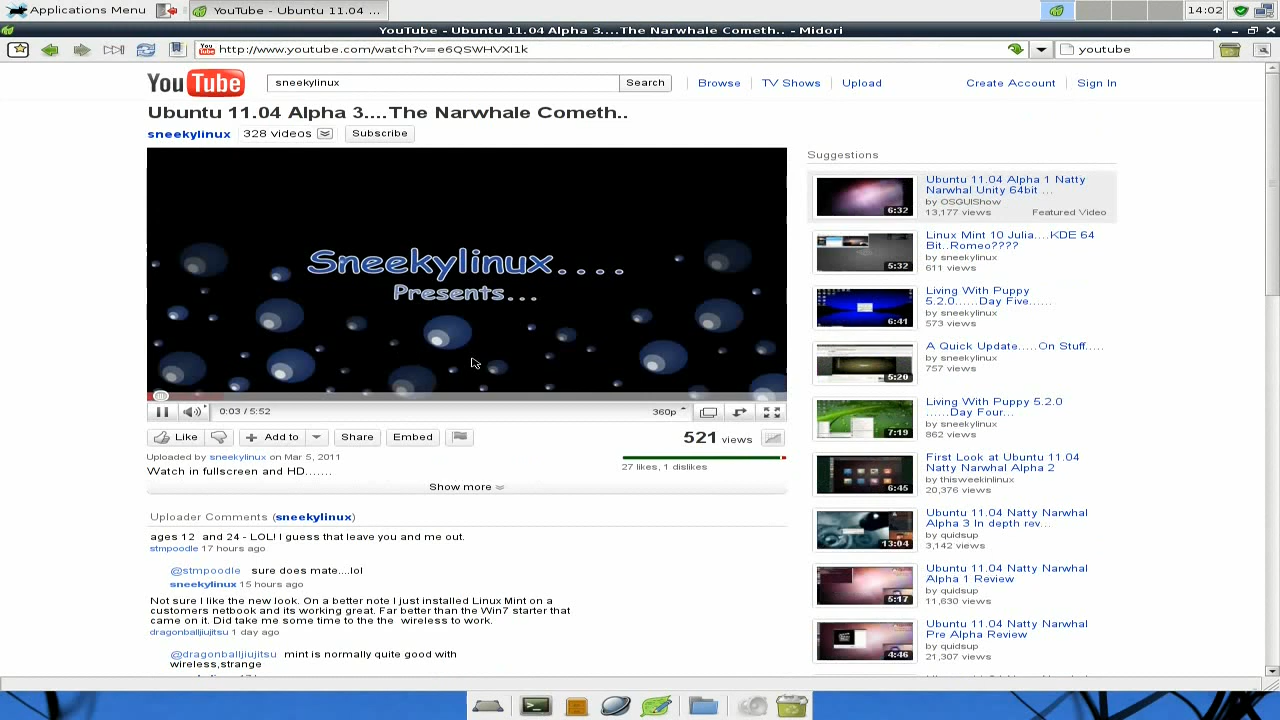 Applications Menu
YouTube - Ubuntu 11.04 ...
14:02
YouTube - Ubuntu 11.04 Alpha 3....The Narwhale Cometh.. - Midori
http://www.youtube.com/watch?v=e6QSWHVXI1k
youtube
YouTube
sneekylinux
Search
Browse
TV Shows
Upload
Create Account
Sign In
Ubuntu 11.04 Alpha 3....The Narwhale Cometh..
sneekylinux
328 videos
Subscribe
Sneekylinux....
Presents...
0:03 / 5:52
360p
Like
Add to
Share
Embed
521 views
Uploaded by sneekylinux on Mar 5, 2011
27 likes, 1 dislikes
Watch in fullscreen and HD.......
Show more
Uploader Comments (sneekylinux)
and 24 - LOL! I guess that leave you and me out.
stmpoodle 17 hours ago
@stmpoodle sure does mate....lol
sneekylinux 15 hours ago
Not sure I like the new look. On a better note I just installed Linux Mint on a
customers netbook and its working great. Far better than the Win7 starter that
came on it. Did take me some time to the the wireless to work.
dragonballjiujitsu 1 day ago
@dragonballjiujitsu mint is normally quite good with
wireless,strange
Suggestions
6:32
Ubuntu 11.04 Alpha 1 Natty
Narwhal Unity 64bit ...
by OSGUIShow
13,177 views
Featured Video
5:32
Linux Mint 10 Julia....KDE 64
Bit..Romeo????
by sneekylinux
611 views
6:41
Living With Puppy
5.2.0......Day Five......
by sneekylinux
573 views
5:20
A Quick Update.....On Stuff.....
by sneekylinux
757 views
7:19
Living With Puppy 5.2.0
......Day Four...
by sneekylinux
862 views
6:45
First Look at Ubuntu 11.04
Natty Narwhal Alpha 2
by thisweekinlinux
20,376 views
13:04
Ubuntu 11.04 Natty Narwhal
Alpha 3 In depth rev...
by quidsup
3,142 views
5:17
Ubuntu 11.04 Natty Narwhal
Alpha 1 Review
by quidsup
11,630 views
4:46
Ubuntu 11.04 Natty Narwhal
Pre Alpha Review
by quidsup
21,307 views